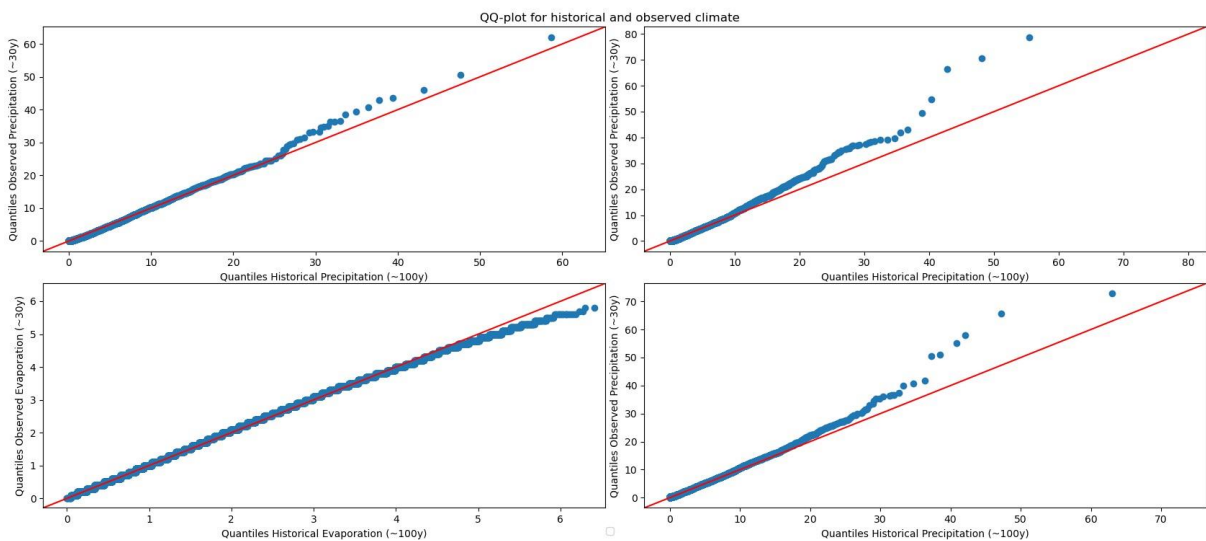 QQ-plot for historical and observed climate
Quantiles Observed Precipitation (~30y)
60
50
40
30
20
10
0
0 10 20 30 40 50 60
Quantiles Historical Precipitation (~100y)
Quantiles Observed Precipitation (~30y)
80
70
60
50
40
30
20
10
0
0 10 20 30 40 50 60 70 80
Quantiles Historical Precipitation (~100y)
Quantiles Observed Evaporation (~30y)
6
5
4
3
2
1
0
0 1 2 3 4 5 6
Quantiles Historical Evaporation (~100y)
Quantiles Observed Precipitation (~30y)
70
60
50
40
30
20
10
0
0 10 20 30 40 50 60 70
Quantiles Historical Precipitation (~100y)